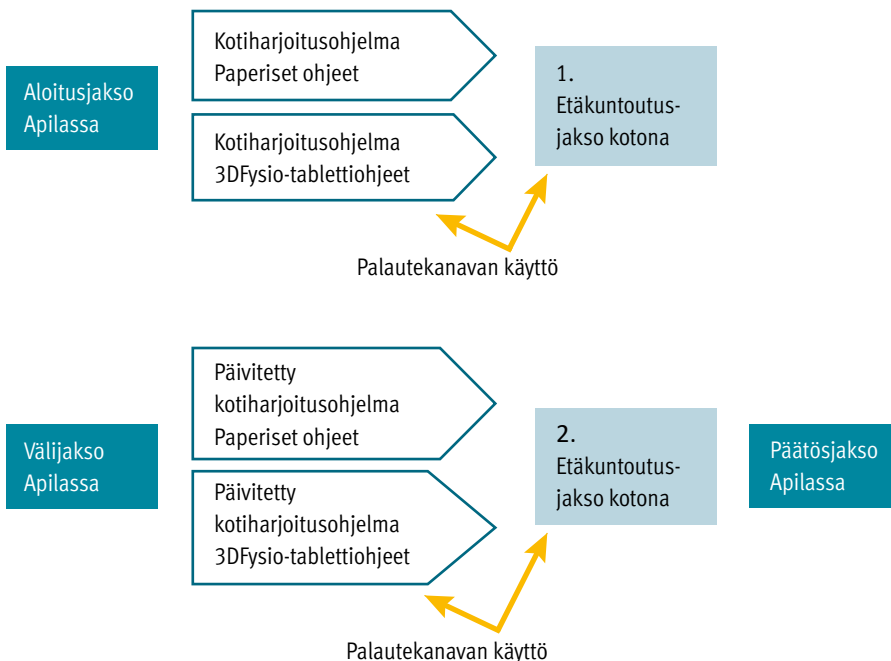 Aloitusjakso
Apilassa
Kotiharjoitusohjelma
Paperiset ohjeet
Kotiharjoitusohjelma
3DFysio-tablettiohjeet
1.
Etäkuntoutus-
jakso kotona
Palautekanavan käyttö
Välijakso
Apilassa
Päivitetty
kotiharjoitusohjelma
Paperiset ohjeet
Päivitetty
kotiharjoitusohjelma
3DFysio-tablettiohjeet
2.
Etäkuntoutus-
jakso kotona
Päätösjakso
Apilassa
Palautekanavan käyttö